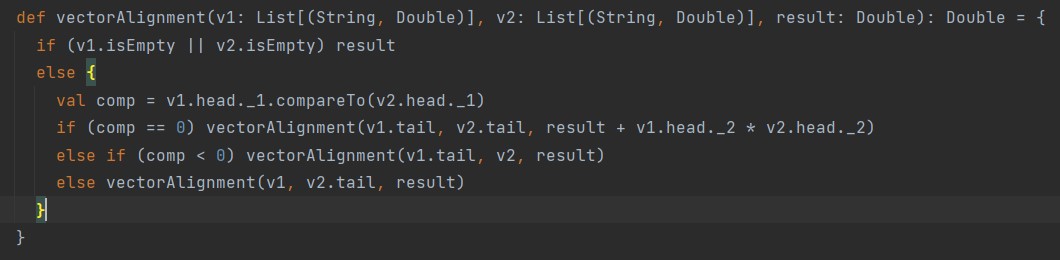 def vectorAlignment(v1: List[(String, Double)], v2: List[(String, Double)], result: Double): Double = {
  if (v1.isEmpty || v2.isEmpty) result
  else {
    val comp = v1.head._1.compareTo(v2.head._1)
    if (comp == 0) vectorAlignment(v1.tail, v2.tail, result + v1.head._2 * v2.head._2)
    else if (comp < 0) vectorAlignment(v1.tail, v2, result)
    else vectorAlignment(v1, v2.tail, result)
  }
}